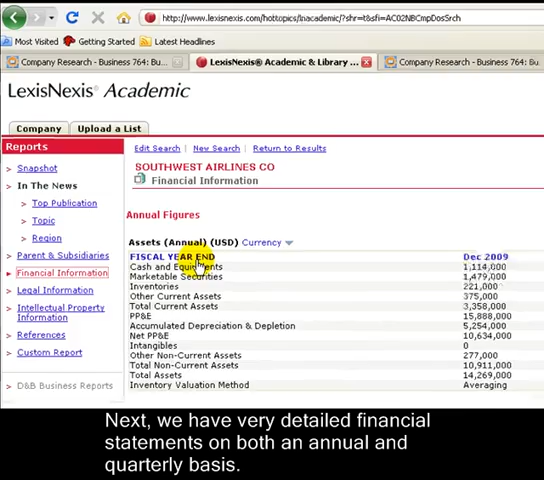 http://www.lexisnexis.com/hottopics/lnacademic/?shr=t&sfi=AC02NBCmpDosSrch
Most Visited Getting Started Latest Headlines
Company Research - Business 764: Bu... LexisNexis® Academic & Library ... Company Research - Business 764: Bu...
LexisNexis® Academic
Company Upload a List
Reports Edit Search New Search Return to Results
> Snapshot
> In The News
> Top Publication
> Topic
> Region
> Parent & Subsidiaries
Financial Information
> Legal Information
> Intellectual Property
Information
> References
> Custom Report
> D&B Business Reports
SOUTHWEST AIRLINES CO
Financial Information
Annual Figures
Assets (Annual) (USD) Currency
FISCAL YEAR END Dec 2009
Cash and Equipments 1,114,000
Marketable Securities 1,479,000
Inventories 221,000
Other Current Assets 375,000
Total Current Assets 3,358,000
PP&E 15,888,000
Accumulated Depreciation & Depletion 5,254,000
Net PP&E 10,634,000
Intangibles 0
Other Non-Current Assets 277,000
Total Non-Current Assets 10,911,000
Total Assets 14,269,000
Inventory Valuation Method Averaging
Next, we have very detailed financial
statements on both an annual and
quarterly basis.